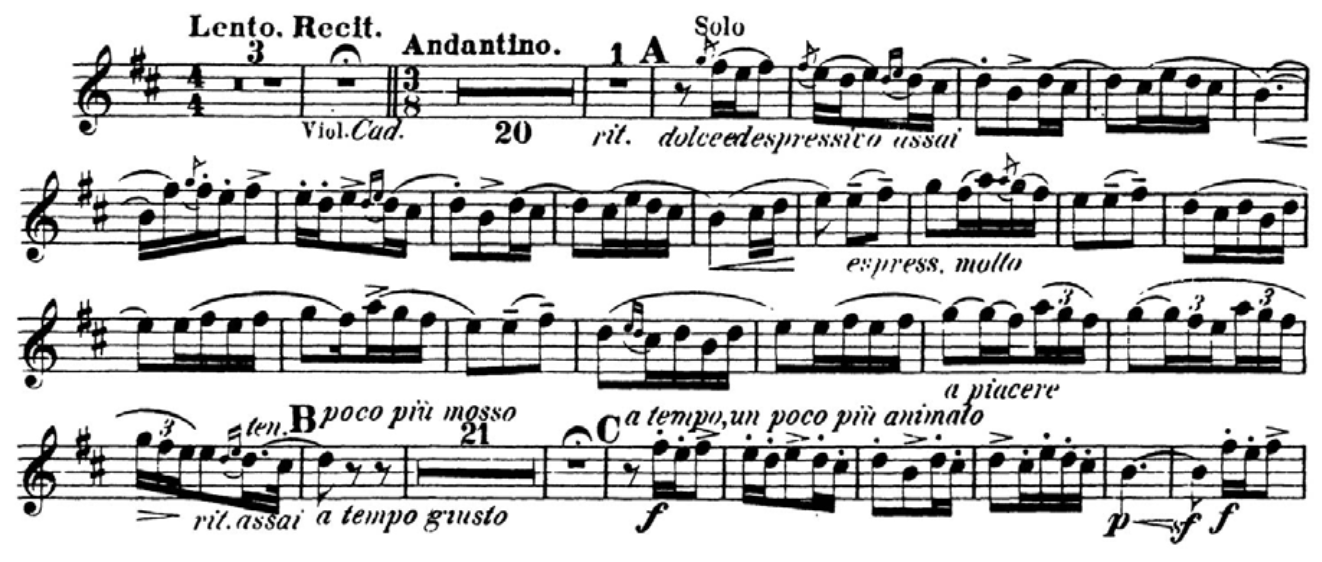 Lento. Recit.
Andantino.
Solo
3
1
A
4
4
3
8
Viol. Cad.
20
rit.
dolce ed espressivo assai
espress. molto
3
3
3
a piacere
3
ten.
B
poco più mosso
21
C
a tempo, un poco più animato
rit. assai
a tempo giusto
f
p
sf
f